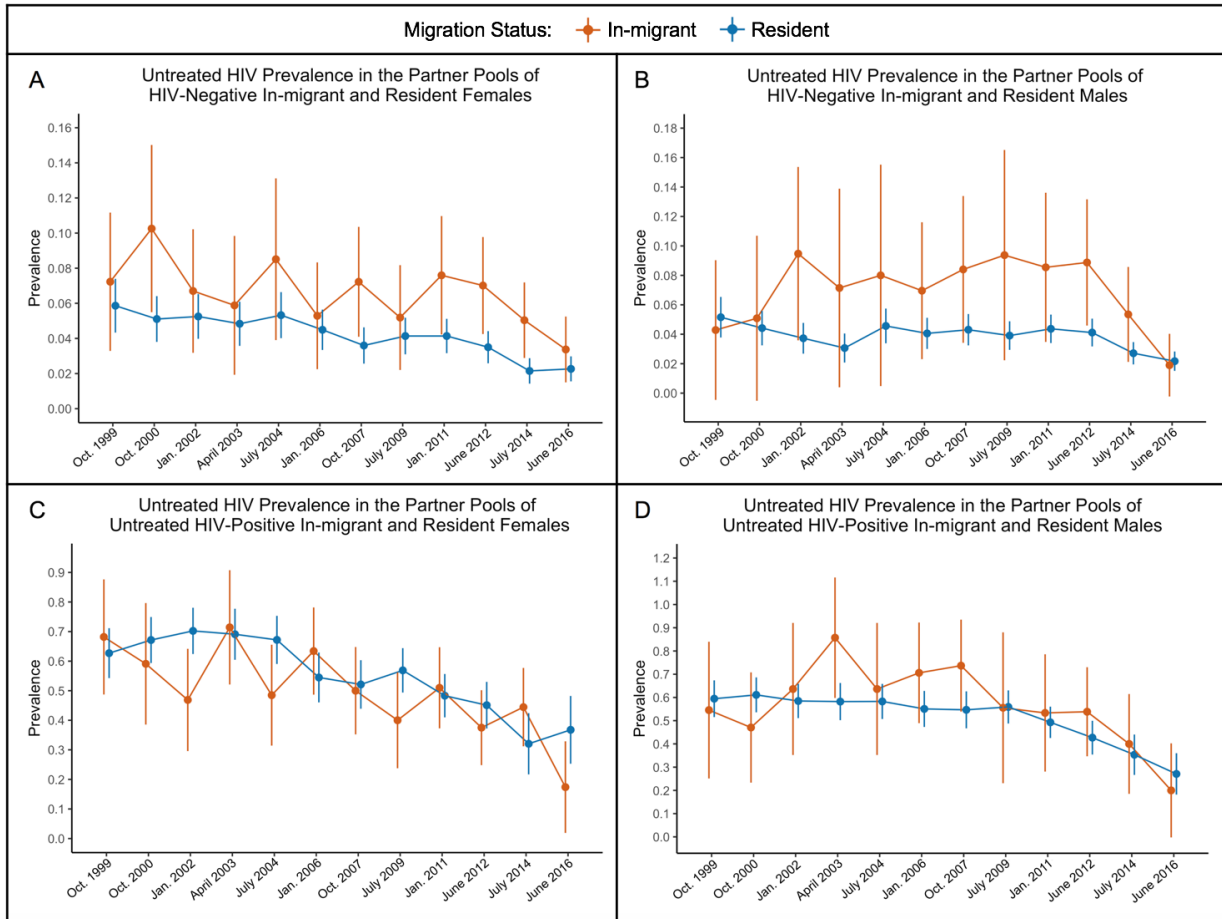 Migration Status: In-migrant Resident
A
Untreated HIV Prevalence in the Partner Pools of
HIV-Negative In-migrant and Resident Females
Prevalence
0.16
0.14
0.12
0.10
0.08
0.06
0.04
0.02
0.00
Oct. 1999
Oct. 2000
Jan. 2002
April 2003
July 2004
Jan. 2006
Oct. 2007
July 2009
Jan. 2011
June 2012
July 2014
June 2016
B
Untreated HIV Prevalence in the Partner Pools of
HIV-Negative In-migrant and Resident Males
Prevalence
0.18
0.16
0.14
0.12
0.10
0.08
0.06
0.04
0.02
0.00
Oct. 1999
Oct. 2000
Jan. 2002
April 2003
July 2004
Jan. 2006
Oct. 2007
July 2009
Jan. 2011
June 2012
July 2014
June 2016
C
Untreated HIV Prevalence in the Partner Pools of
Untreated HIV-Positive In-migrant and Resident Females
Prevalence
0.9
0.8
0.7
0.6
0.5
0.4
0.3
0.2
0.1
0.0
Oct. 1999
Oct. 2000
Jan. 2002
April 2003
July 2004
Jan. 2006
Oct. 2007
July 2009
Jan. 2011
June 2012
July 2014
June 2016
D
Untreated HIV Prevalence in the Partner Pools of
Untreated HIV-Positive In-migrant and Resident Males
Prevalence
1.2
1.1
1.0
0.9
0.8
0.7
0.6
0.5
0.4
0.3
0.2
0.1
0.0
Oct. 1999
Oct. 2000
Jan. 2002
April 2003
July 2004
Jan. 2006
Oct. 2007
July 2009
Jan. 2011
June 2012
July 2014
June 2016